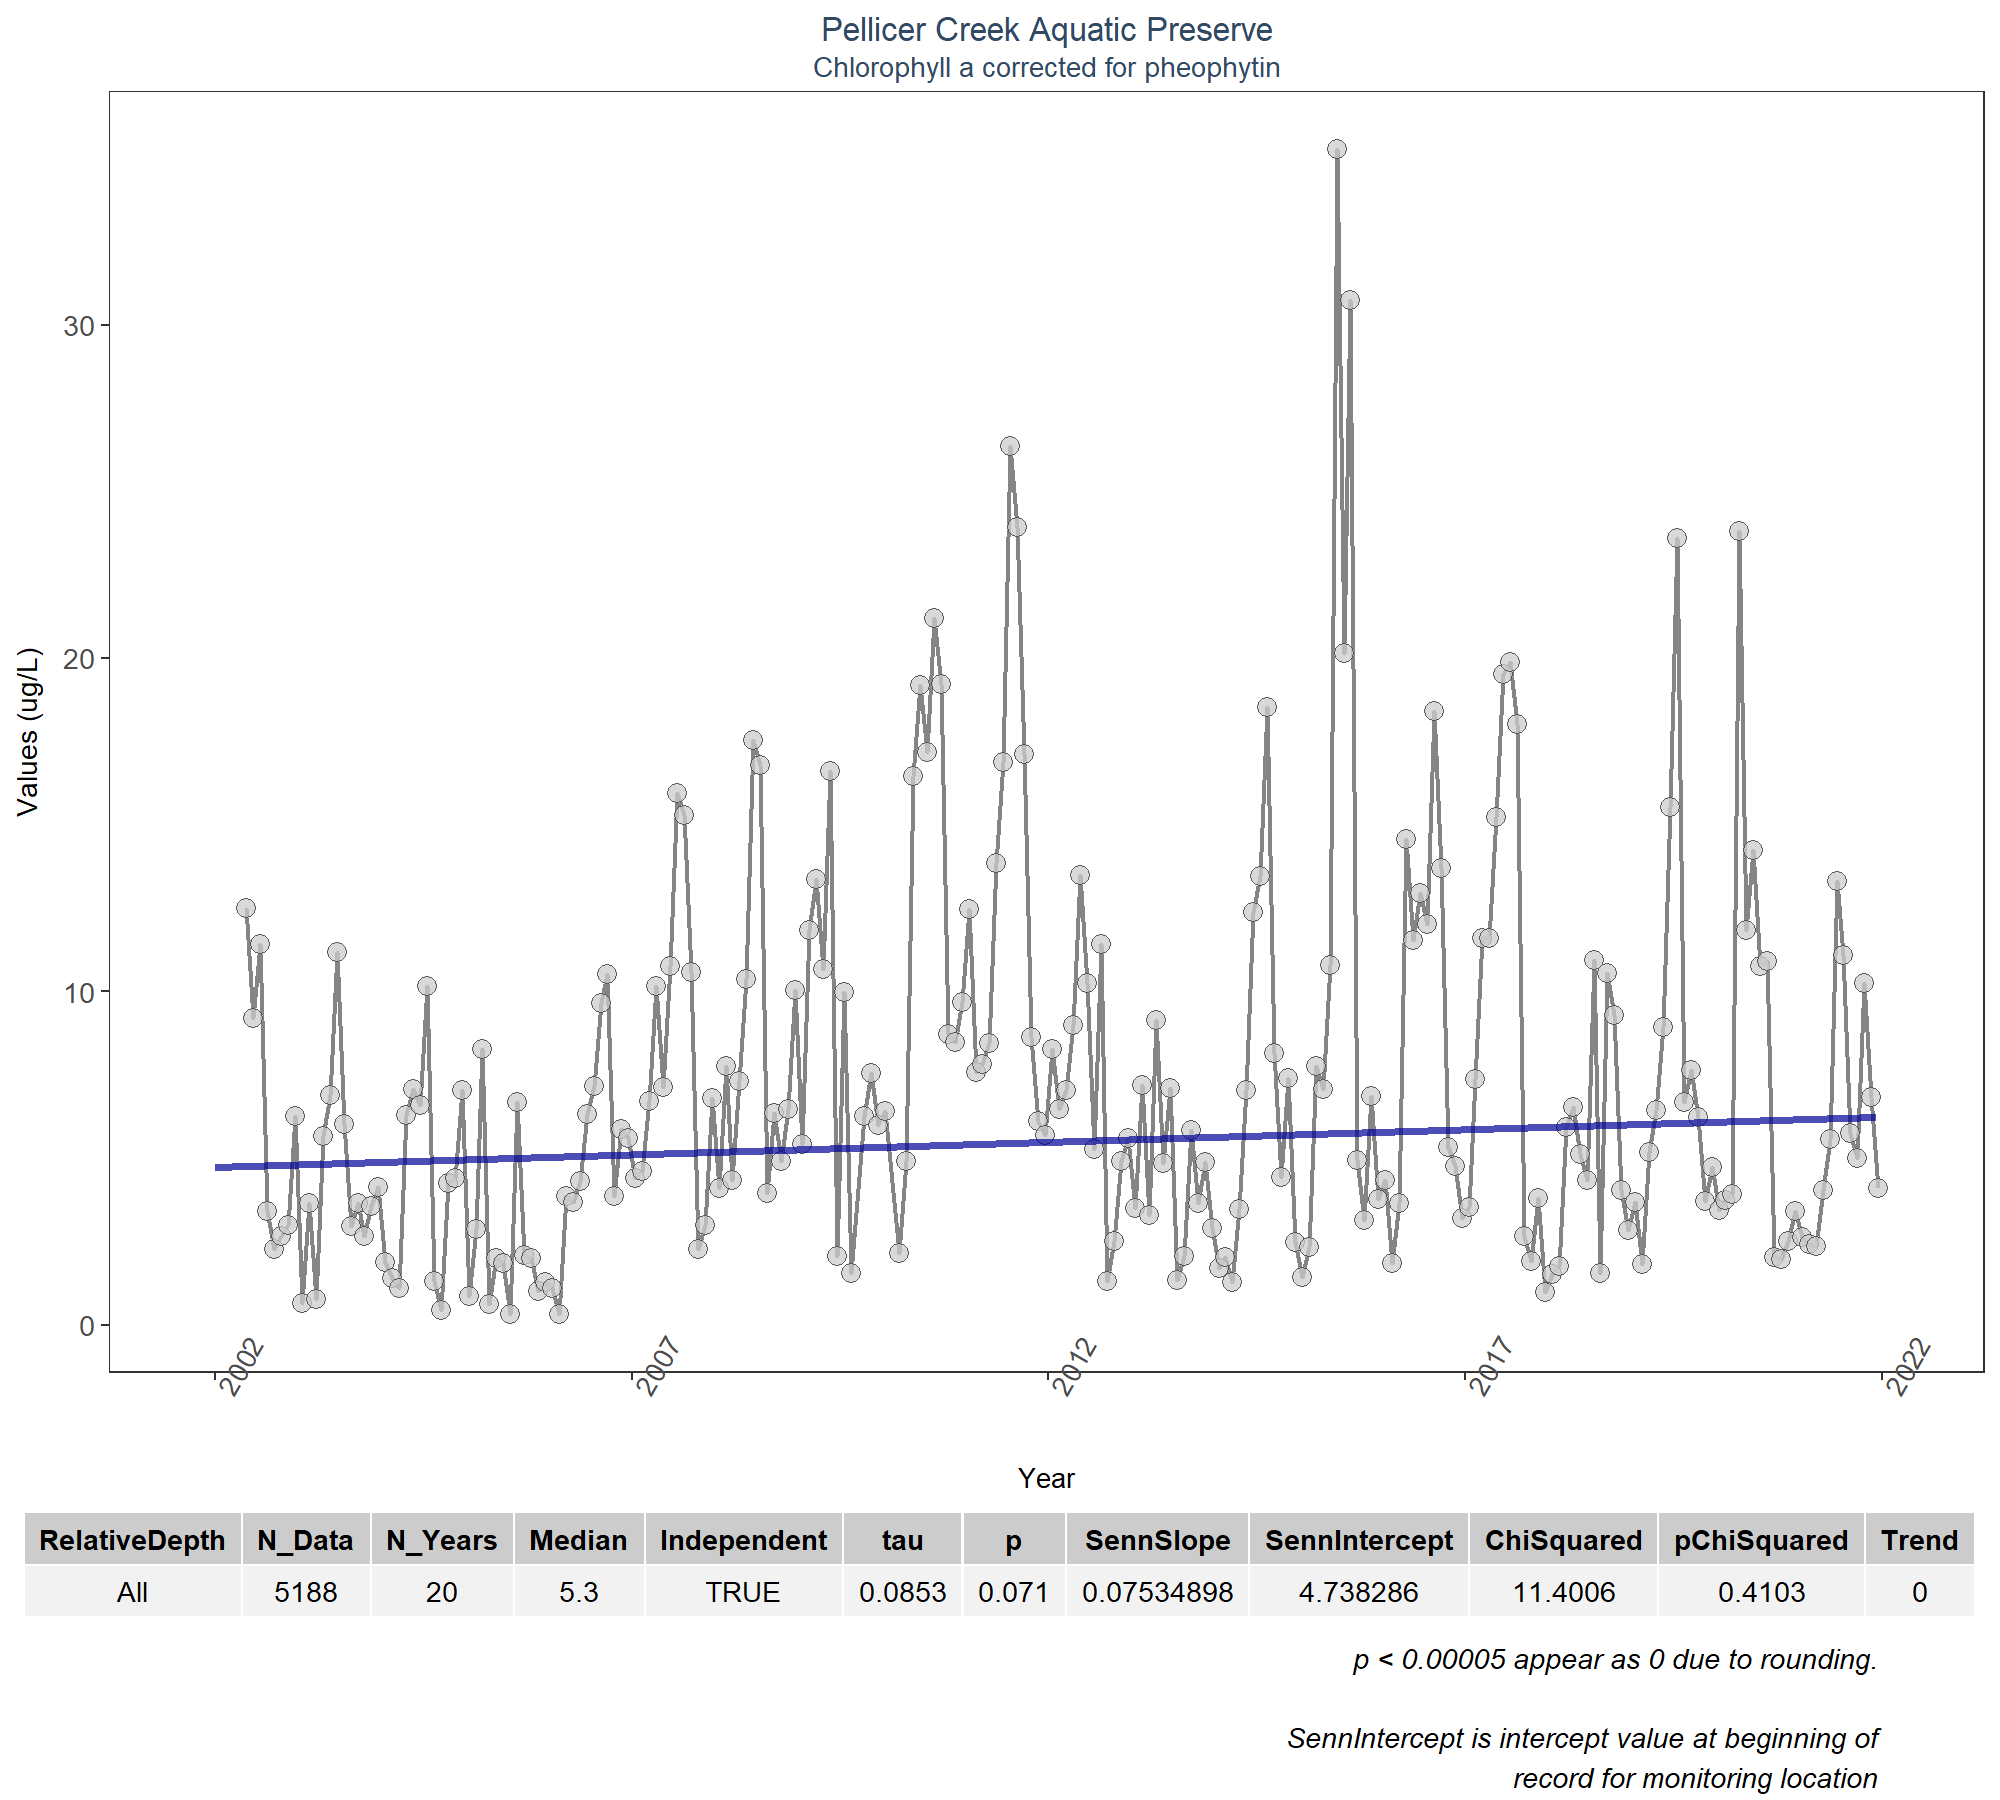 Pellicer Creek Aquatic Preserve
Chlorophyll a corrected for pheophytin
Values (ug/L)
30
20
10
0
2002 2007 2012 2017 2022
Year
RelativeDepth N_Data N_Years Median Independent tau p SennSlope SennIntercept ChiSquared pChiSquared Trend
All 5188 20 5.3 TRUE 0.0853 0.071 0.07534898 4.738286 11.4006 0.4103 0
p < 0.00005 appear as 0 due to rounding.
SennIntercept is intercept value at beginning of
record for monitoring location